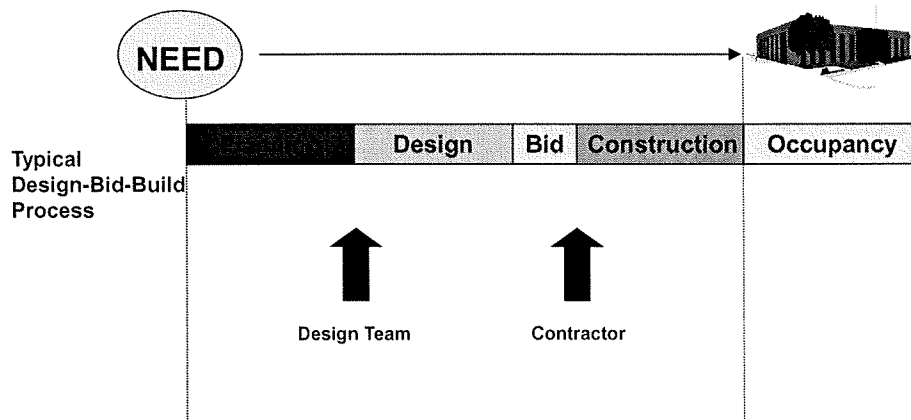 NEED
Design Bid Construction Occupancy
Typical
Design-Bid-Build
Process
Design Team
Contractor